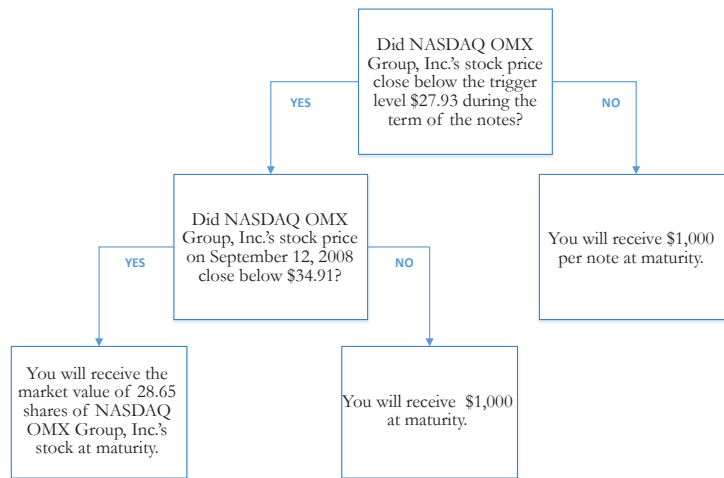 Did NASDAQ OMX
Group, Inc.'s stock price
close below the trigger
level $27.93 during the
term of the notes?
YES
NO
Did NASDAQ OMX
Group, Inc.'s stock price
on September 12, 2008
close below $34.91?
You will receive $1,000
per note at maturity.
YES
NO
You will receive the
market value of 28.65
shares of NASDAQ
OMX Group, Inc.'s
stock at maturity.
You will receive $1,000
at maturity.